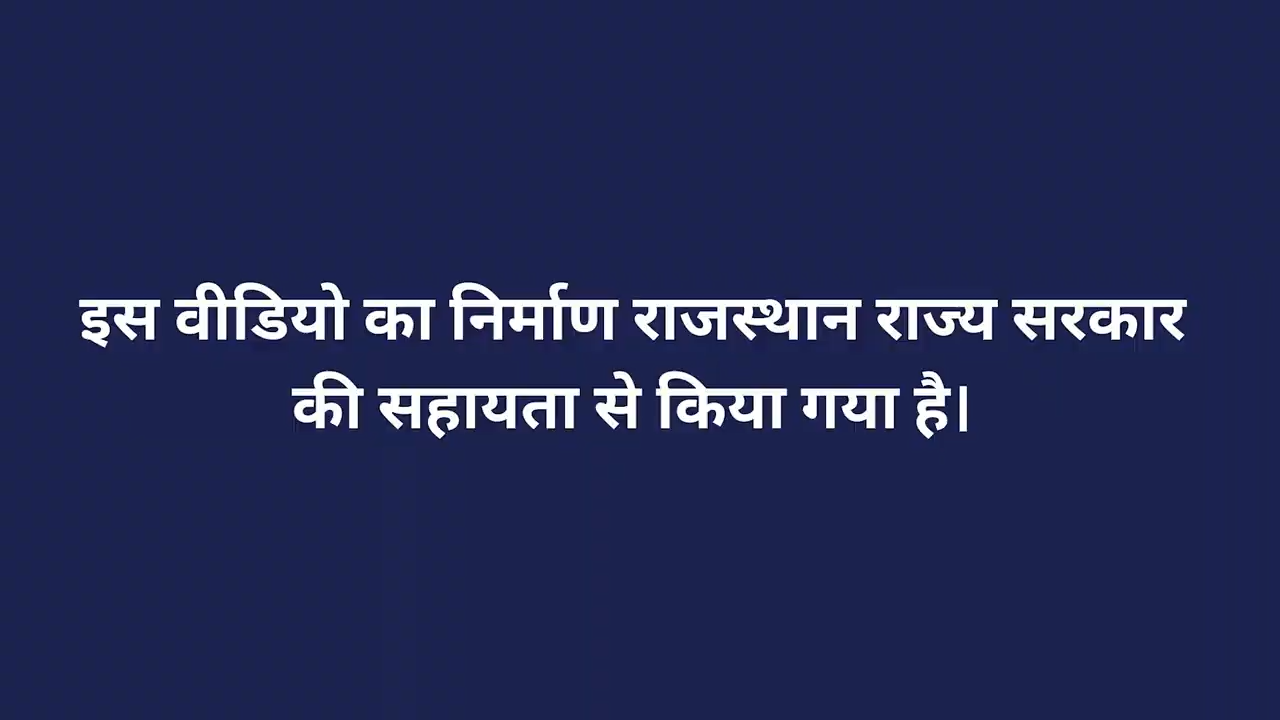 इस वीडियो का निर्माण राजस्थान राज्य सरकार
की सहायता से किया गया है।